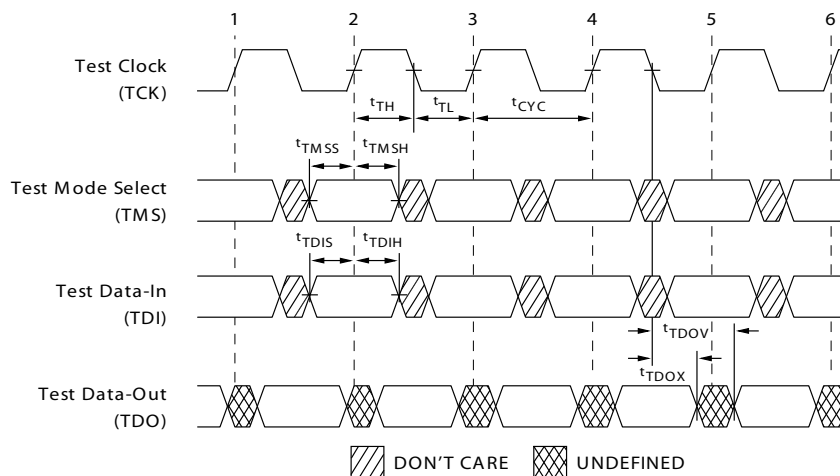 1 2 3 4 5 6
Test Clock
(TCK)
tTH tTL tCYC
tTMSS tTMSH
Test Mode Select
(TMS)
tTDIS tTDIH
Test Data-In
(TDI)
tTDOV
tTDOX
Test Data-Out
(TDO)
DON'T CARE UNDEFINED